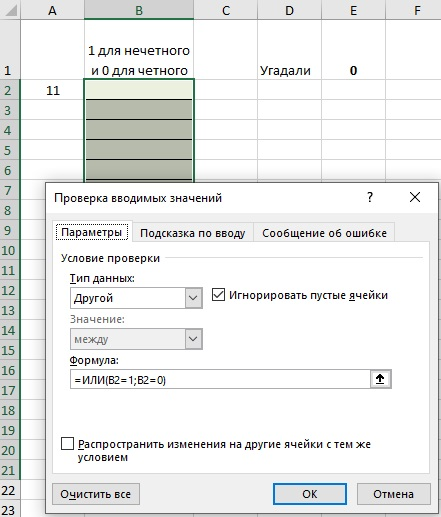 A B C D E F
1 для нечетного
и 0 для четного
1 Угадали 0
2 11
3
4
5
6
7
8
9
10
11
12
13
14
15
16
17
18
19
20
21
22
23
Проверка вводимых значений ? ×
Параметры Подсказка по вводу Сообщение об ошибке
Условие проверки
Тип данных:
Другой Игнорировать пустые ячейки
Значение:
между
Формула:
=ИЛИ(B2=1;B2=0)
Распространить изменения на другие ячейки с тем же
условием
Очистить все ОК Отмена